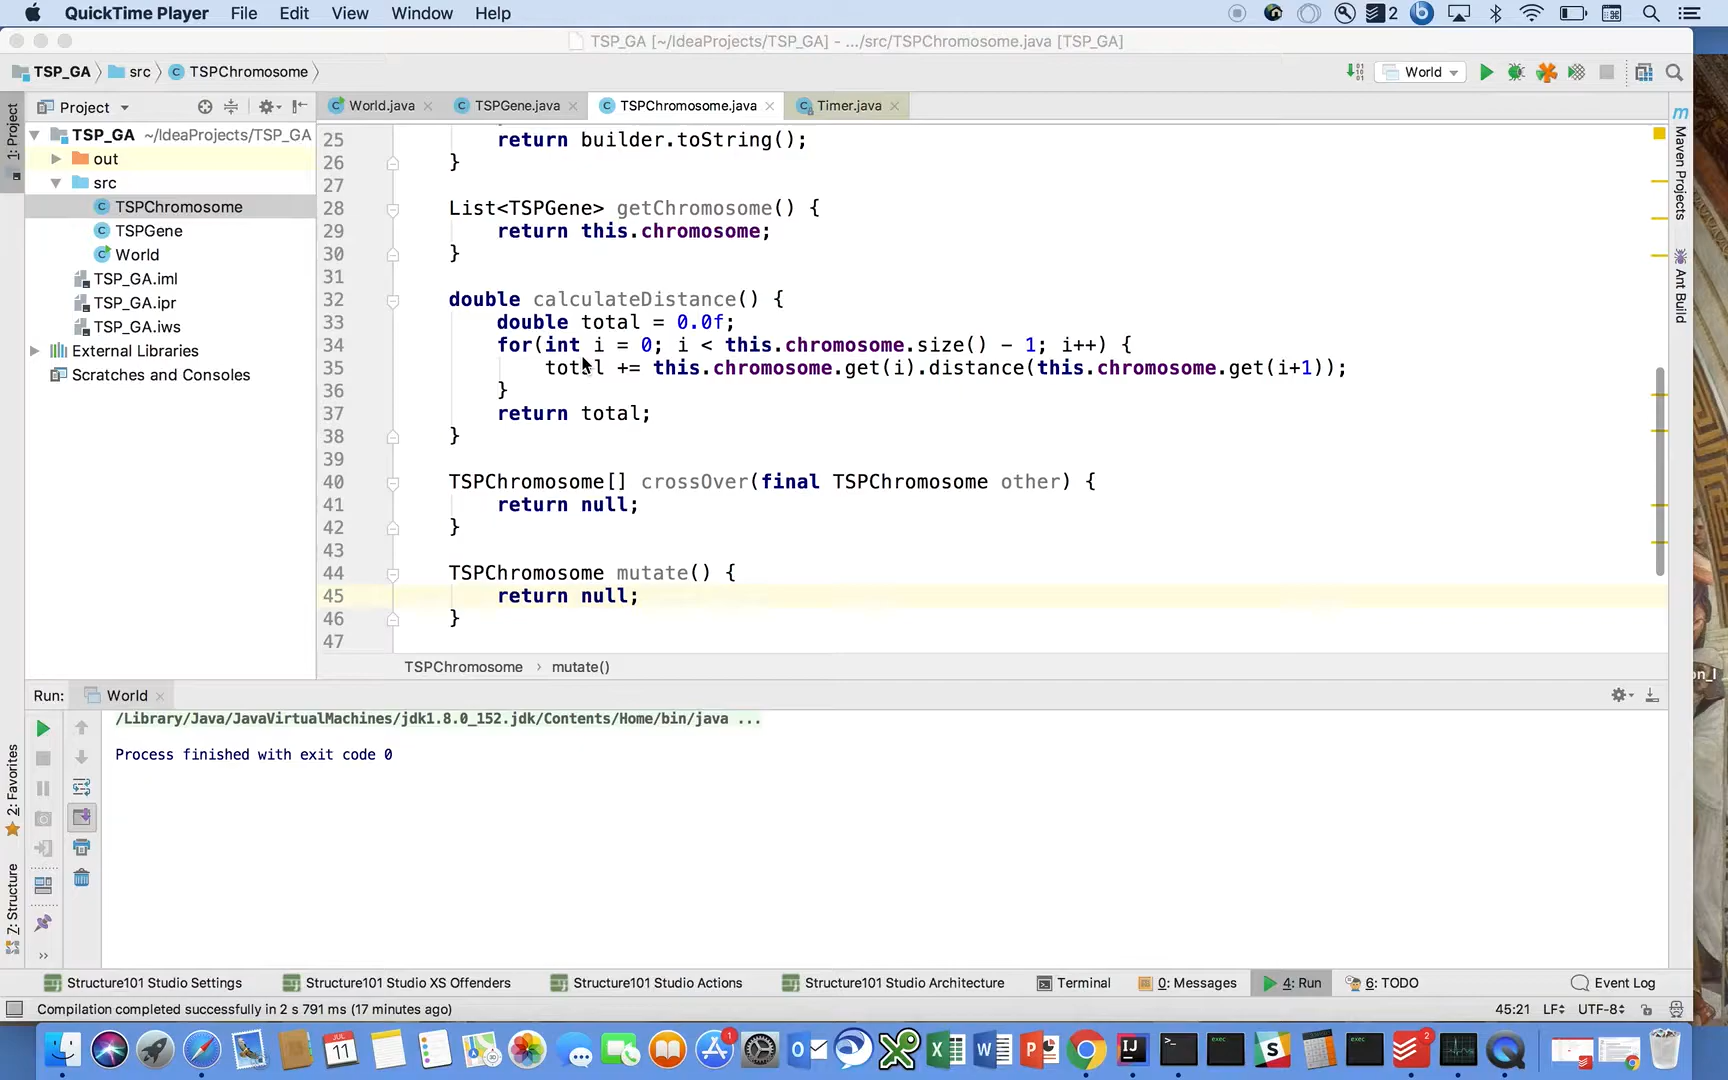 QuickTime Player File Edit View Window Help 2
TSP_GA [~/IdeaProjects/TSP_GA] - .../src/TSPChromosome.java [TSP_GA]
TSP_GA src TSPChromosome World
Project World.java TSPGene.java TSPChromosome.java Timer.java
TSP_GA ~/IdeaProjects/TSP_GA
out
src
TSPChromosome
TSPGene
World
TSP_GA.iml
TSP_GA.ipr
TSP_GA.iws
External Libraries
Scratches and Consoles
1: Project
25 return builder.toString();
26 }
27
28 List<TSPGene> getChromosome() {
29 return this.chromosome;
30 }
31
32 double calculateDistance() {
33 double total = 0.0f;
34 for(int i = 0; i < this.chromosome.size() - 1; i++) {
35 total += this.chromosome.get(i).distance(this.chromosome.get(i+1));
36 }
37 return total;
38 }
39
40 TSPChromosome[] crossOver(final TSPChromosome other) {
41 return null;
42 }
43
44 TSPChromosome mutate() {
45 return null;
46 }
47
TSPChromosome › mutate()
m Maven Projects
Ant Build
Run: World
/Library/Java/JavaVirtualMachines/jdk1.8.0_152.jdk/Contents/Home/bin/java ...
Process finished with exit code 0
2: Favorites
Z: Structure
Structure101 Studio Settings Structure101 Studio XS Offenders Structure101 Studio Actions Structure101 Studio Architecture Terminal 0: Messages 4: Run 6: TODO Event Log
Compilation completed successfully in 2 s 791 ms (17 minutes ago) 45:21 LF UTF-8
JUL
11
1
2